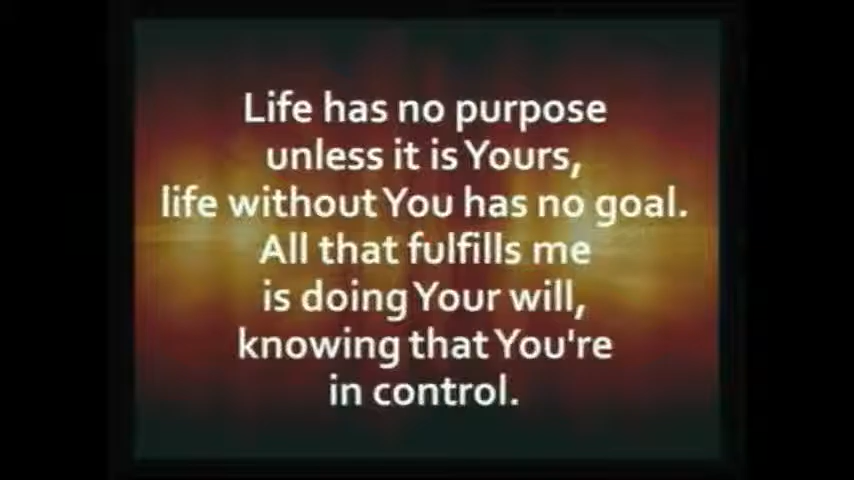 Life has no purpose
unless it is Yours,
life without You has no goal.
All that fulfills me
is doing Your will,
knowing that You're
in control.